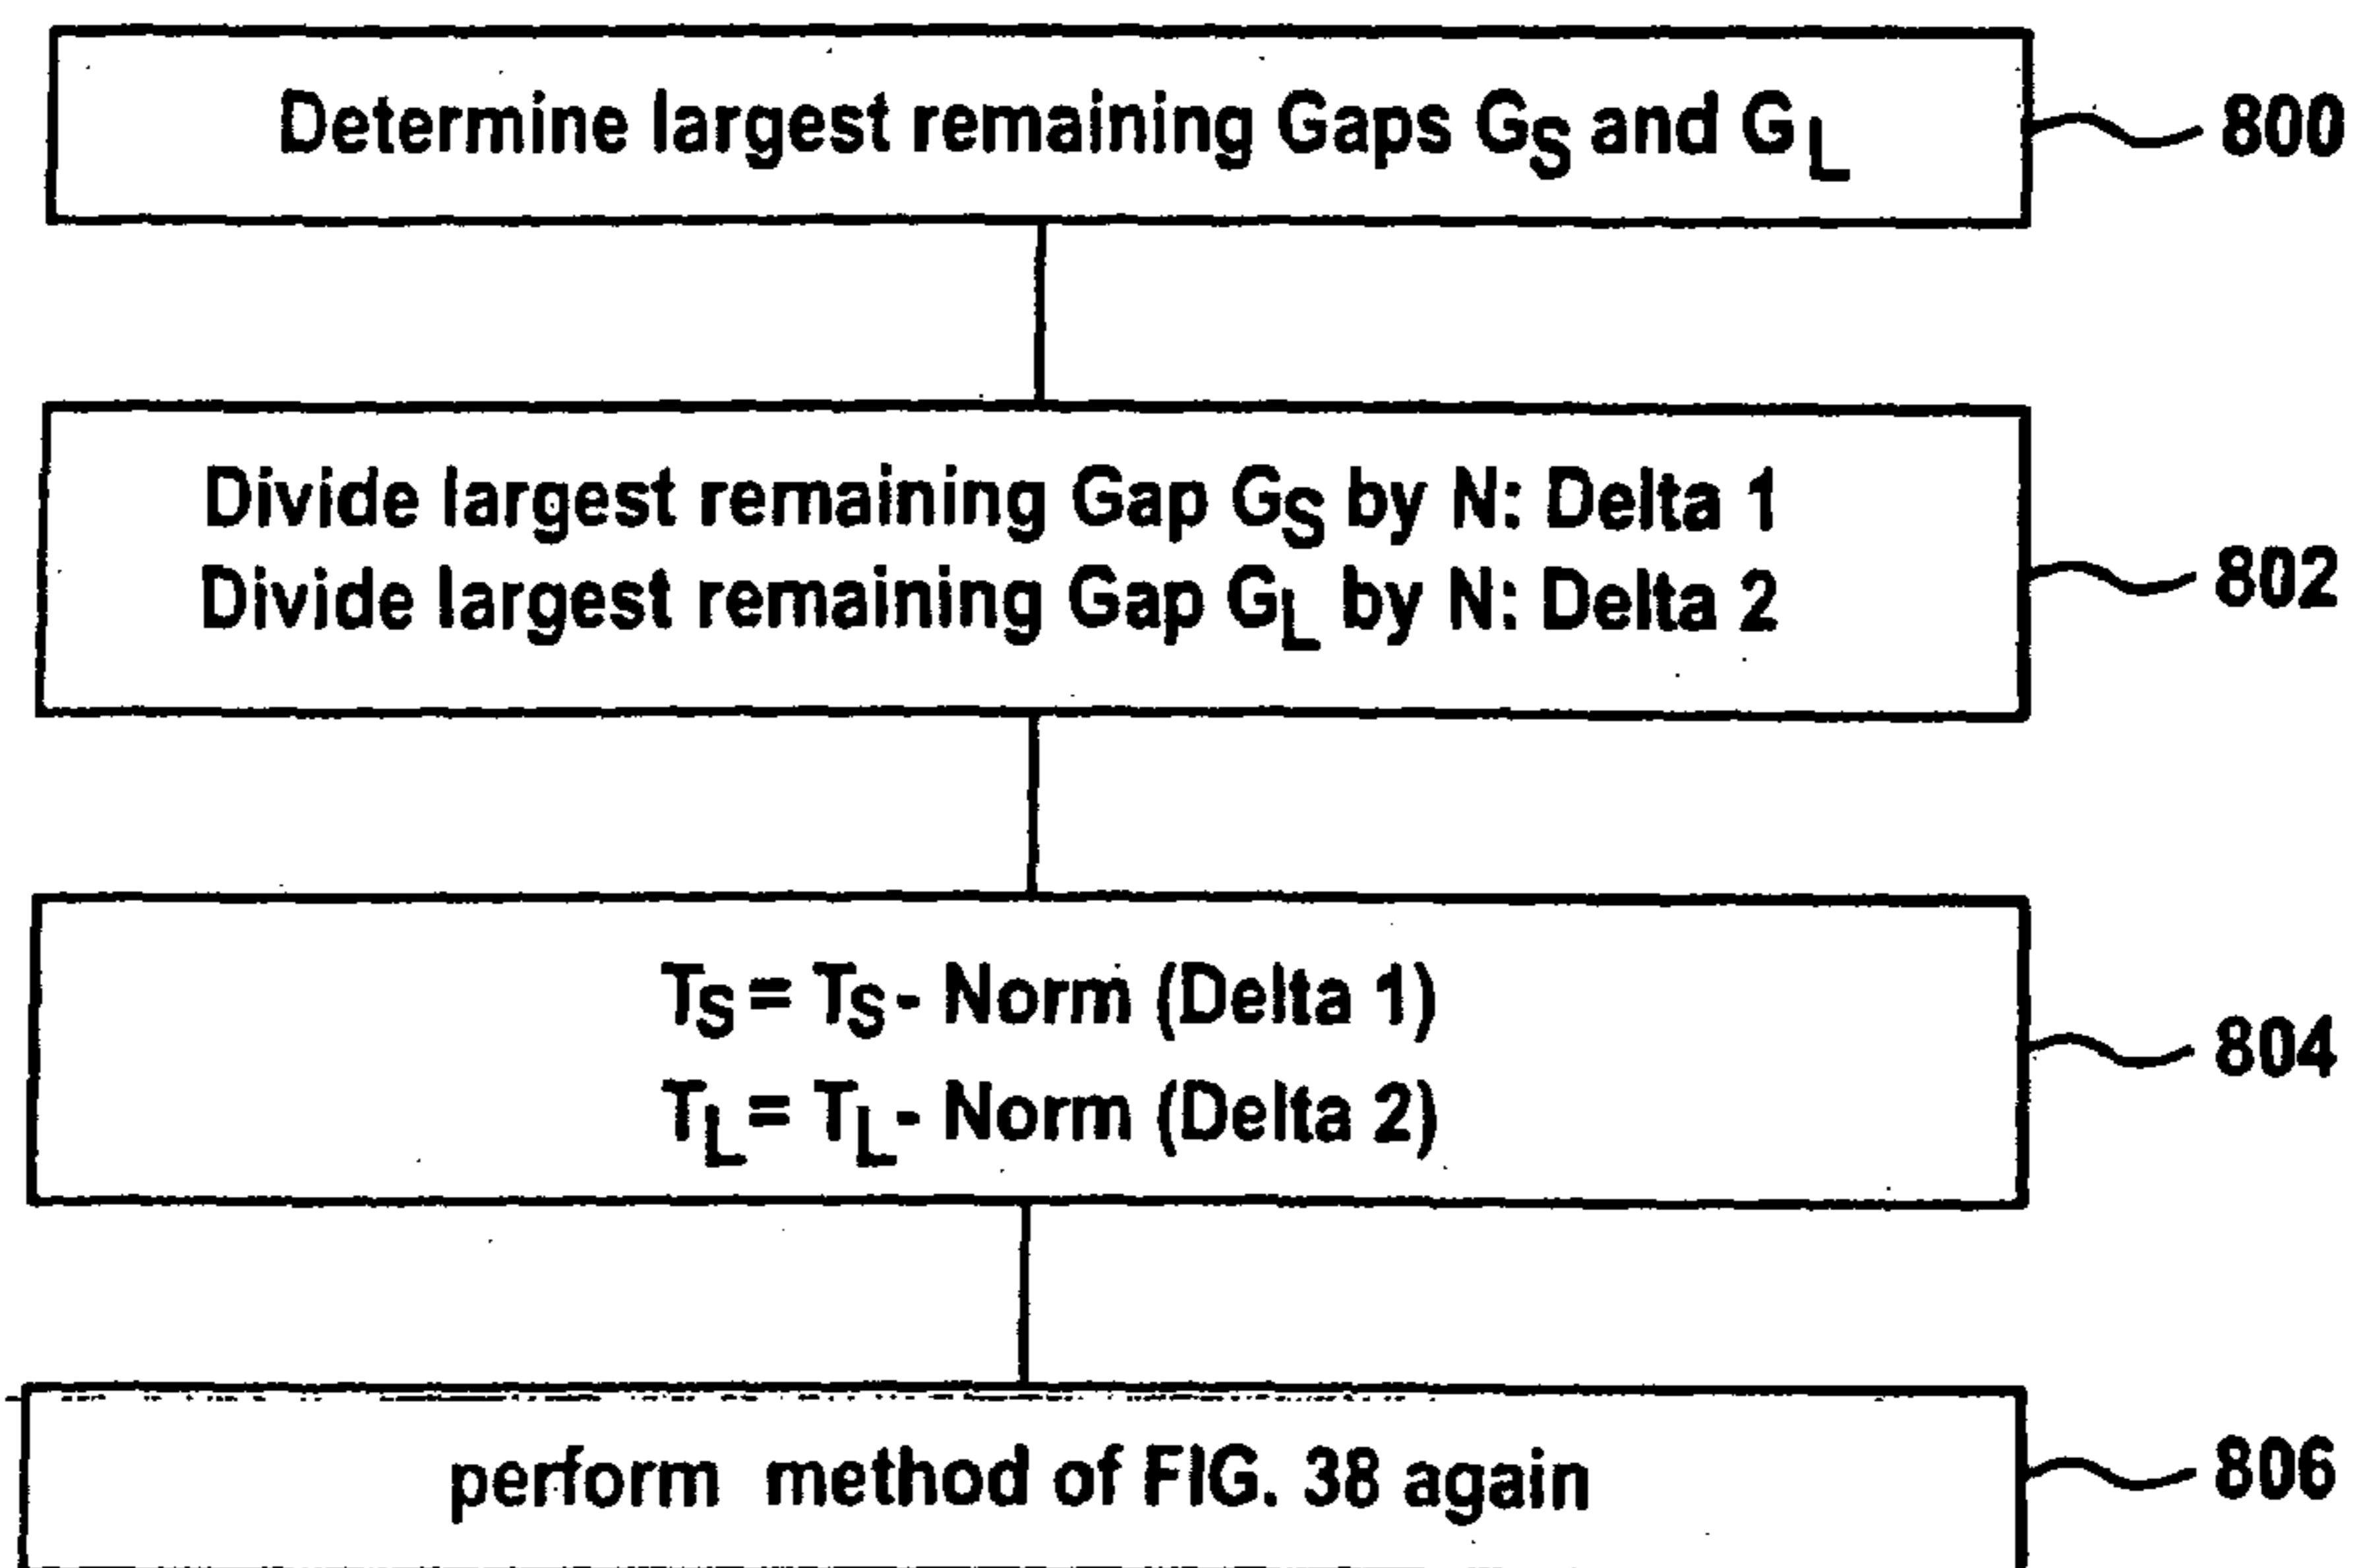 Determine largest remaining Gaps GS and GL
800
Divide largest remaining Gap GS by N: Delta 1
Divide largest remaining Gap GL by N: Delta 2
802
TS = TS - Norm (Delta 1)
TL = TL - Norm (Delta 2)
804
perform method of FIG. 38 again
806